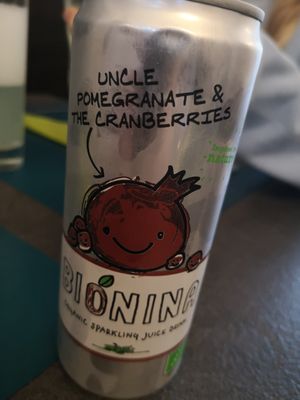 UNCLE
POMEGRANATE &
THE CRANBERRIES
BIONINA
ORGANIC SPARKLING JUICE DRINK